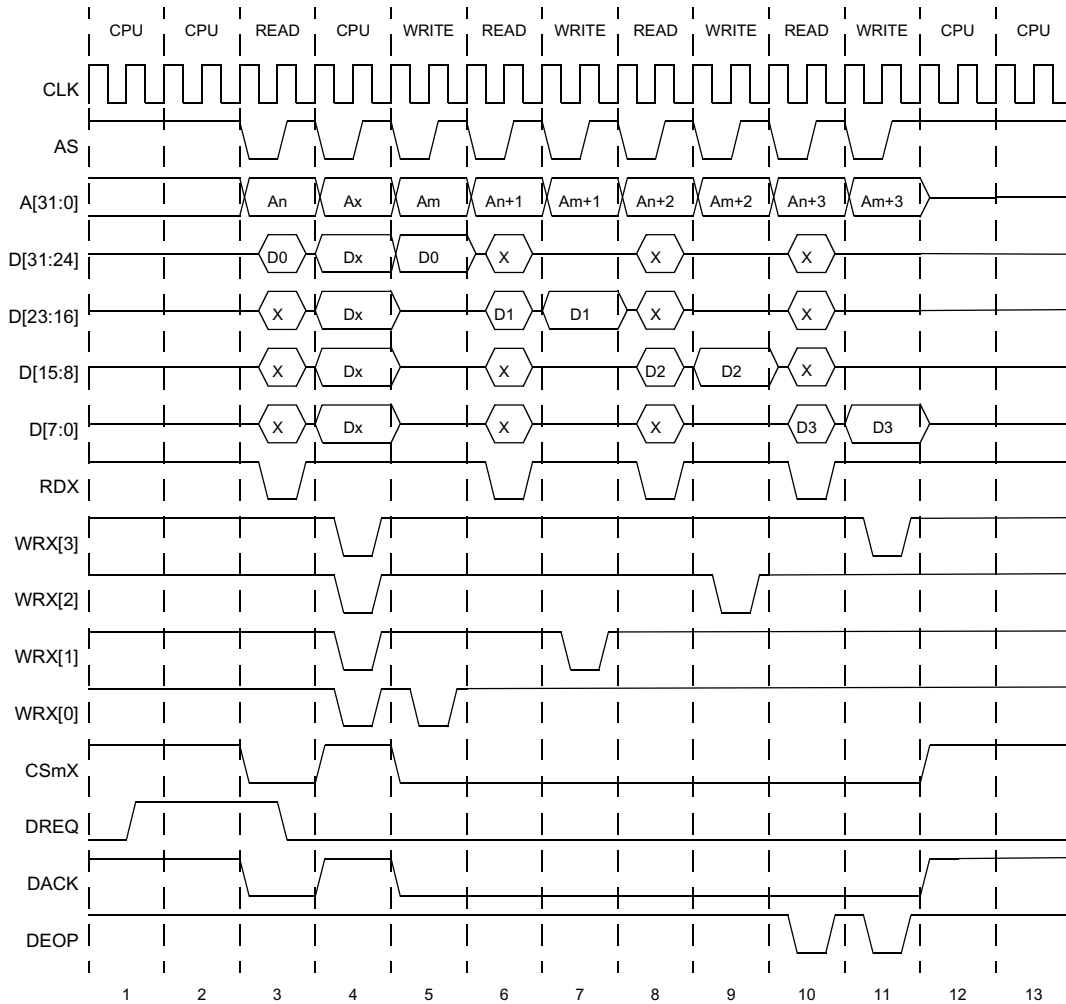 CPU CPU READ CPU WRITE READ WRITE READ WRITE READ WRITE CPU CPU
CLK
AS
A[31:0] An Ax Am An+1 Am+1 An+2 Am+2 An+3 Am+3
D[31:24] D0 Dx D0 X X X
D[23:16] X Dx D1 D1 X X
D[15:8] X Dx X D2 D2 X
D[7:0] X Dx X X D3 D3
RDX
WRX[3]
WRX[2]
WRX[1]
WRX[0]
CSmX
DREQ
DACK
DEOP
1 2 3 4 5 6 7 8 9 10 11 12 13